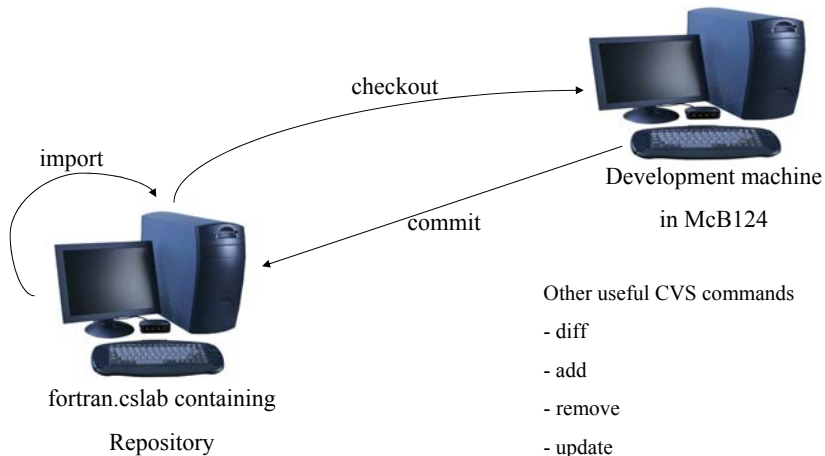 checkout
import
Development machine
in McB124
commit
Other useful CVS commands
- diff
- add
- remove
- update
fortran.cslab containing
Repository